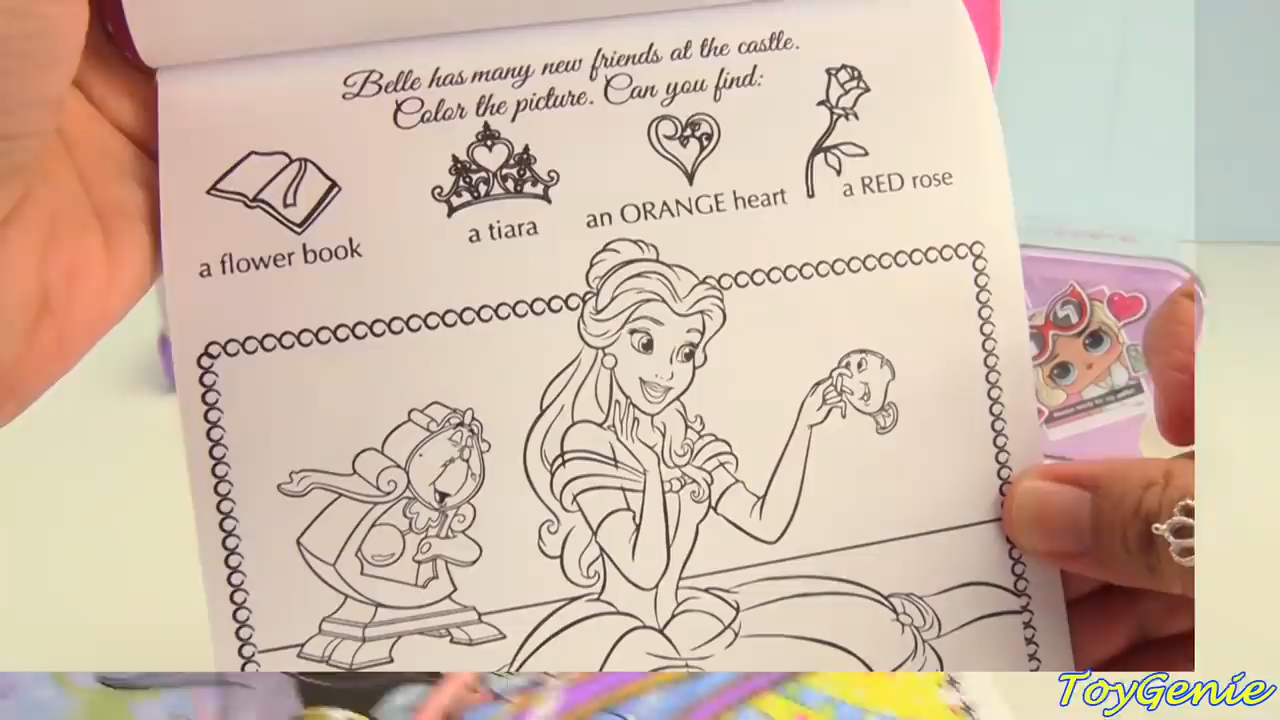 Belle has many new friends at the castle.
Color the picture. Can you find:
a flower book
a tiara
an ORANGE heart
a RED rose
ToyGenie